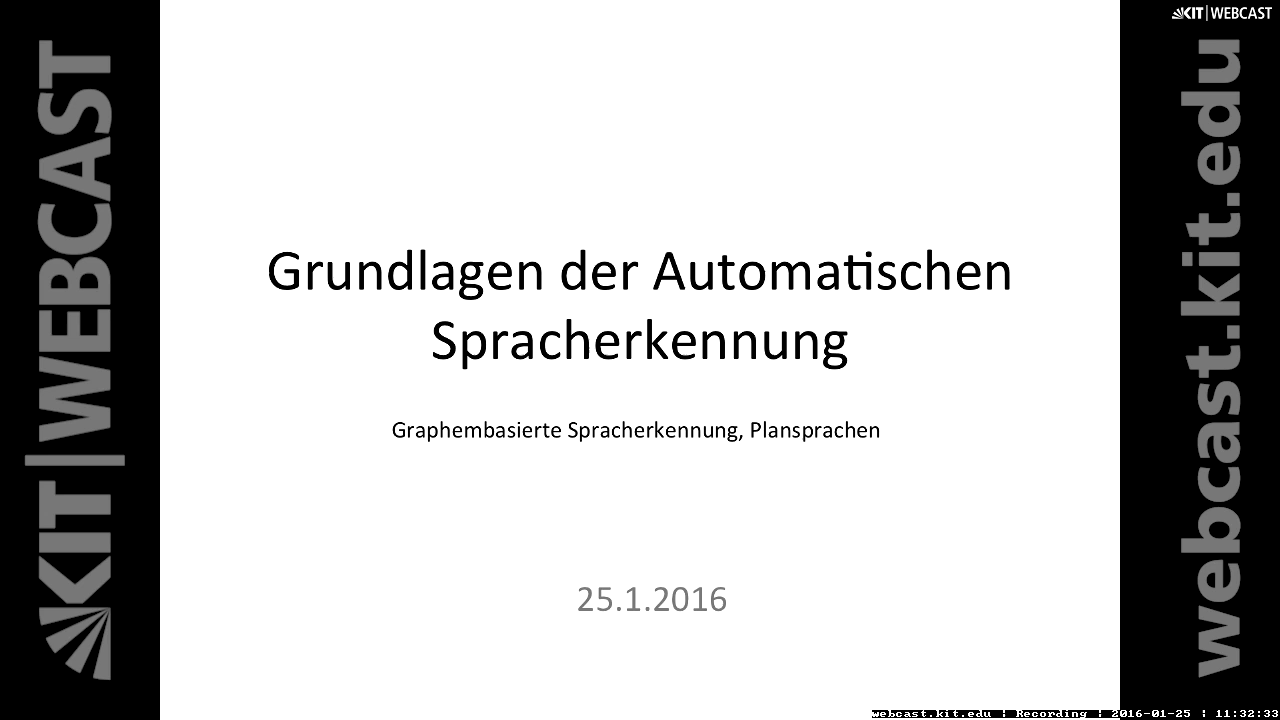 KIT|WEBCAST
KIT|WEBCAST
Grundlagen der Automatischen
Spracherkennung
Graphembasierte Spracherkennung, Plansprachen
25.1.2016
webcast.kit.edu
webcast.kit.edu | Recording | 2016-01-25 | 11:32:33